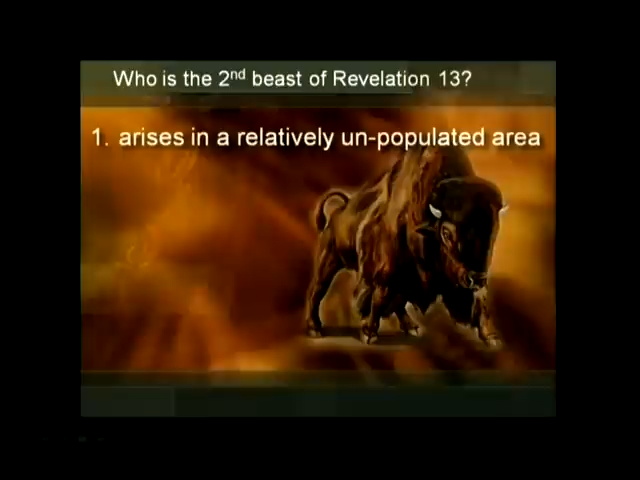 Who is the 2nd beast of Revelation 13?
1. arises in a relatively un-populated area